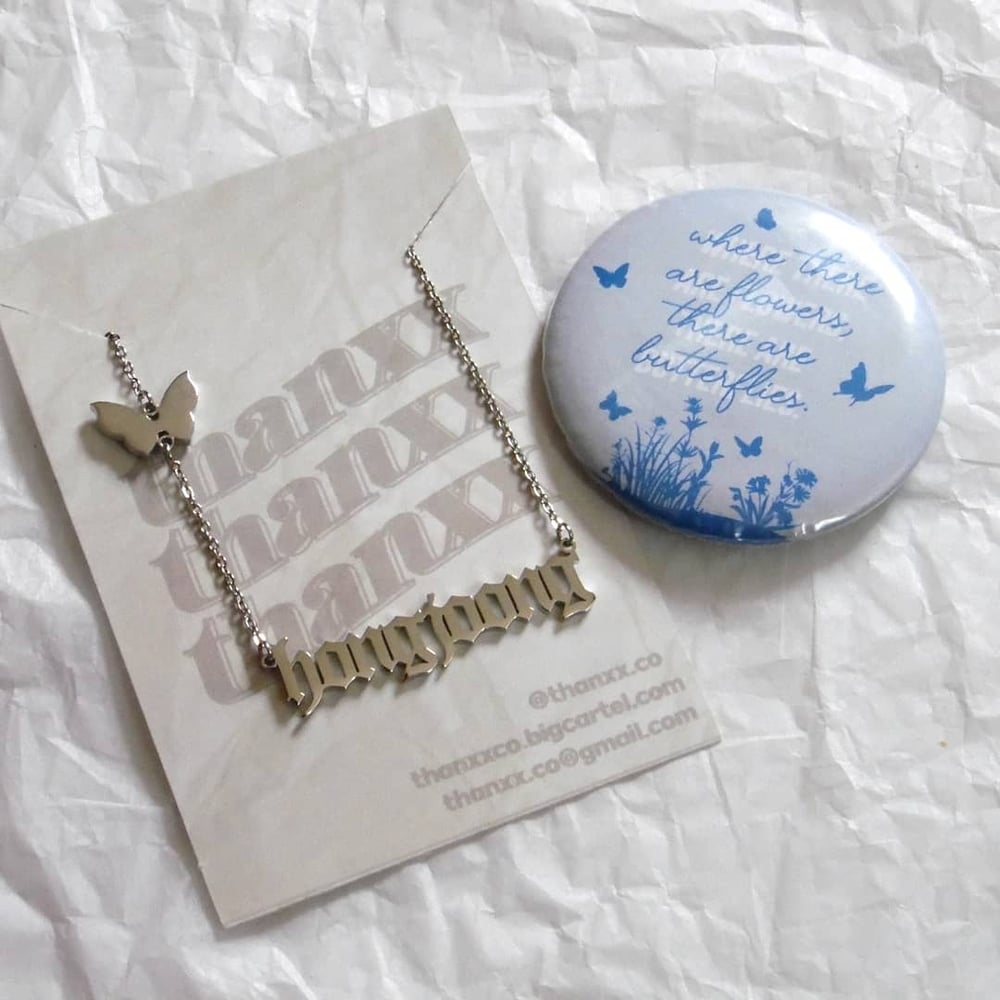 thanxx
thanxx
thanxx
hongjoong
@thanxx.co
thanxxco.bigcartel.com
thanxx.co@gmail.com
where there
are flowers,
there are
butterflies.